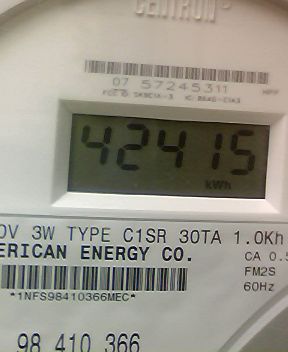 CENTRON®
07 57245311
42415
kWh
0V 3W TYPE C1SR 30TA 1.0Kh
ERICAN ENERGY CO.
CA 0.5
FM2S
60Hz
*1NFS98410366MEC*
98 410 366